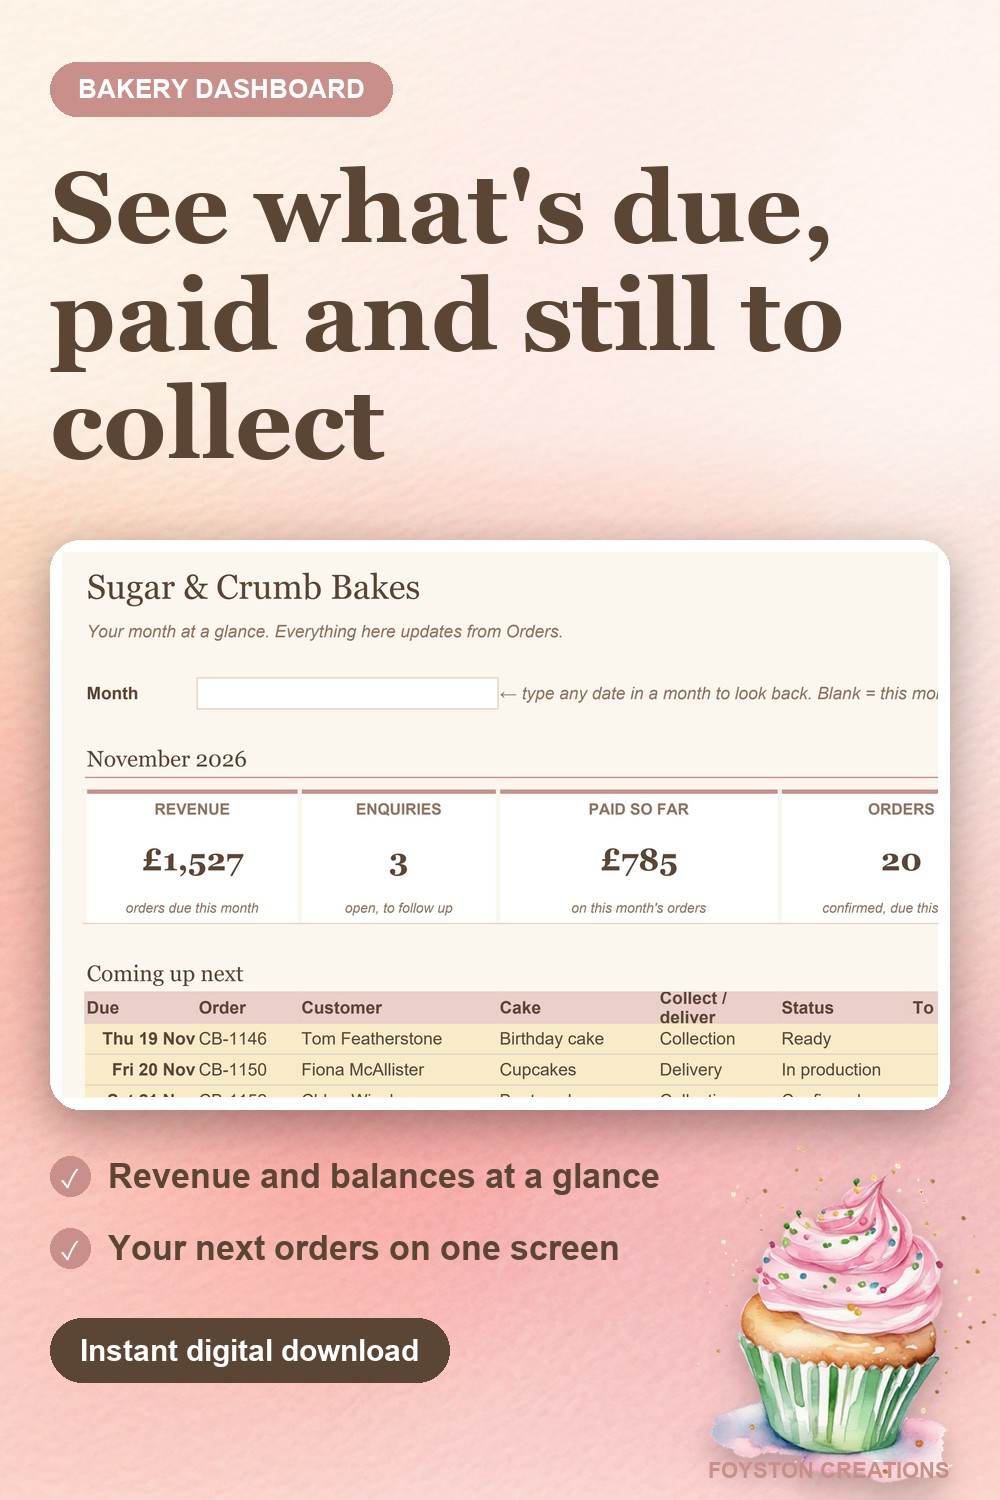 BAKERY DASHBOARD
See what's due,
paid and still to
collect
Sugar & Crumb Bakes
Your month at a glance. Everything here updates from Orders.
Month
← type any date in a month to look back. Blank = this
November 2026
REVENUE ENQUIRIES PAID SO FAR ORDERS
£1,527 3 £785 20
orders due this month open, to follow up on this month's orders confirmed, due this
Coming up next
Due Order Customer Cake Collect / deliver Status To
Thu 19 Nov CB-1146 Tom Featherstone Birthday cake Collection Ready
Fri 20 Nov CB-1150 Fiona McAllister Cupcakes Delivery In production
✓ Revenue and balances at a glance
✓ Your next orders on one screen
Instant digital download
FOYSTON CREATIONS